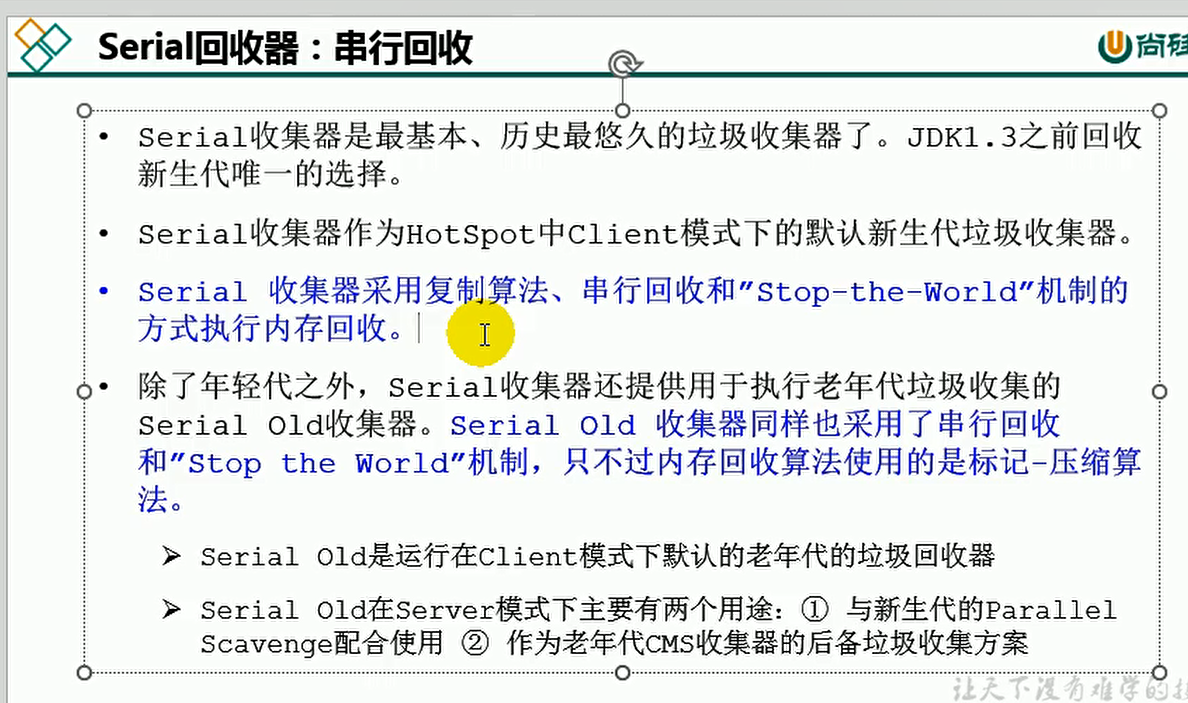 Serial回收器：串行回收
尚硅
• Serial收集器是最基本、历史最悠久的垃圾收集器了。JDK1.3之前回收
新生代唯一的选择。
• Serial收集器作为HotSpot中Client模式下的默认新生代垃圾收集器。
• Serial 收集器采用复制算法、串行回收和”Stop-the-World”机制的
方式执行内存回收。
• 除了年轻代之外，Serial收集器还提供用于执行老年代垃圾收集的
Serial Old收集器。Serial Old 收集器同样也采用了串行回收
和”Stop the World”机制，只不过内存回收算法使用的是标记-压缩算
法。
➢ Serial Old是运行在Client模式下默认的老年代的垃圾回收器
➢ Serial Old在Server模式下主要有两个用途：① 与新生代的Parallel
Scavenge配合使用 ② 作为老年代CMS收集器的后备垃圾收集方案
让天下没有难学的技